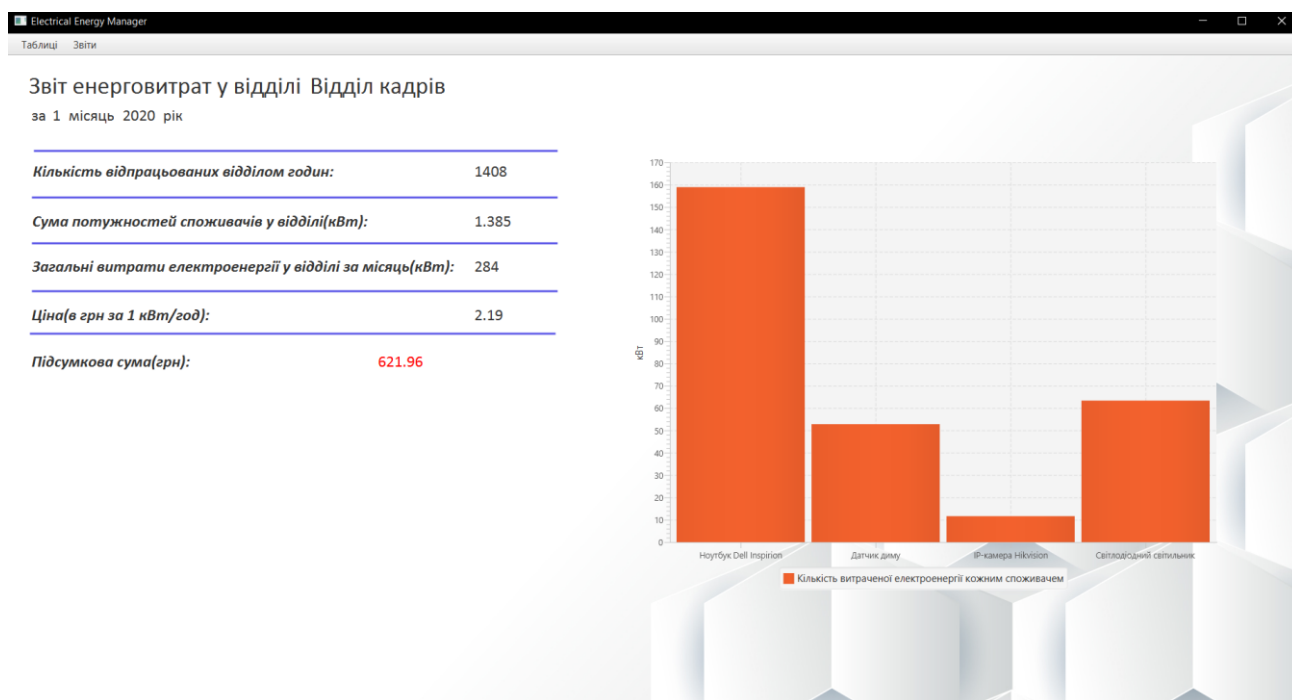 Electrical Energy Manager
Таблиці Звіти
Звіт енерговитрат у відділі Відділ кадрів
за 1 місяць 2020 рік
Кількість відпрацьованих відділом годин: 1408
Сума потужностей споживачів у відділі(кВт): 1.385
Загальні витрати електроенергії у відділі за місяць(кВт): 284
Ціна(в грн за 1 кВт/год): 2.19
Підсумкова сума(грн): 621.96
170
160
150
140
130
120
110
100
90
80
70
60
50
40
30
20
10
0
кВт
Ноутбук Dell Inspirion Датчик диму IP-камера Hikvision Світлодіодний світильник
Кількість витраченої електроенергії кожним споживачем